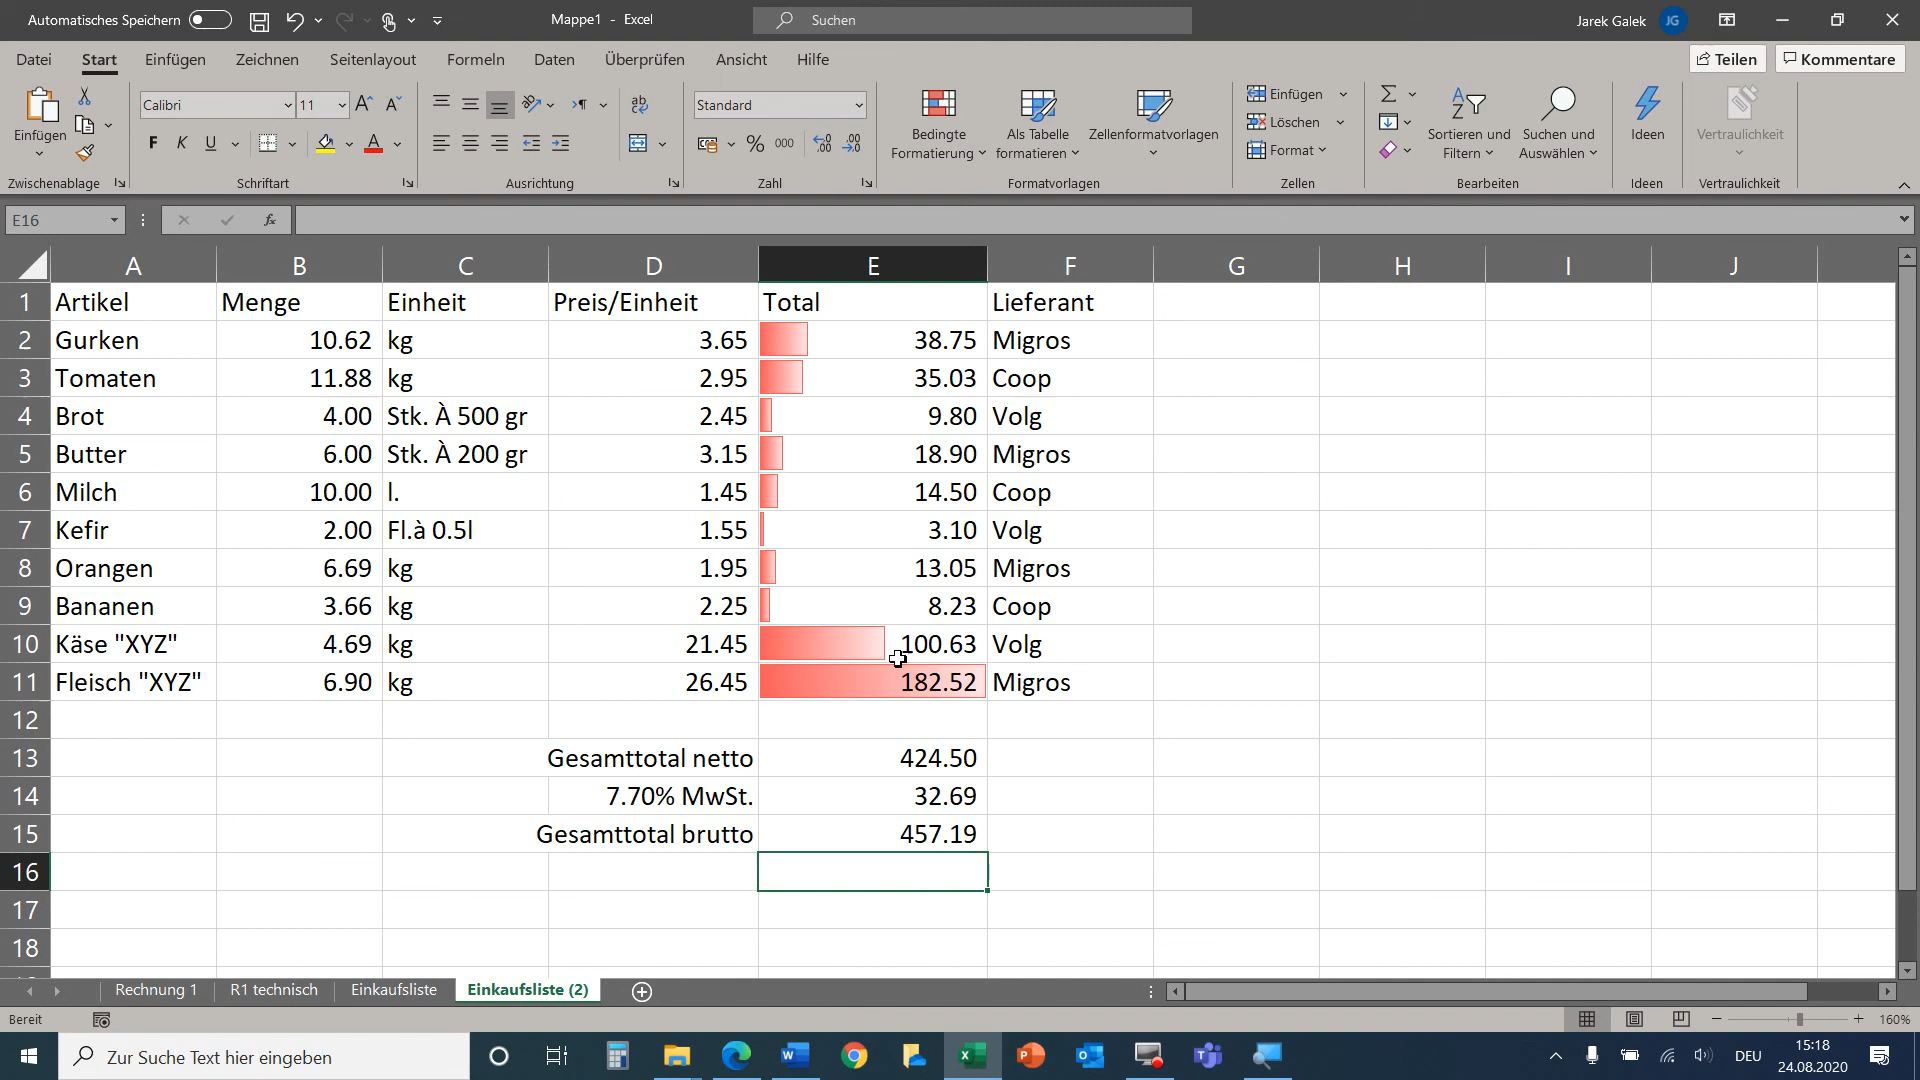 Automatisches Speichern
Mappe1 - Excel
Suchen
Jarek Galek JG
Datei Start Einfügen Zeichnen Seitenlayout Formeln Daten Überprüfen Ansicht Hilfe
Teilen Kommentare
Einfügen
Calibri 11
F K U
ab
Standard
% 000
Bedingte Formatierung
Als Tabelle formatieren
Zellenformatvorlagen
Einfügen
Löschen
Format
Sortieren und Filtern
Suchen und Auswählen
Ideen
Vertraulichkeit
Zwischenablage Schriftart Ausrichtung Zahl Formatvorlagen Zellen Bearbeiten Ideen Vertraulichkeit
E16 fx
A B C D E F G H I J
1 Artikel Menge Einheit Preis/Einheit Total Lieferant
2 Gurken 10.62 kg 3.65 38.75 Migros
3 Tomaten 11.88 kg 2.95 35.03 Coop
4 Brot 4.00 Stk. À 500 gr 2.45 9.80 Volg
5 Butter 6.00 Stk. À 200 gr 3.15 18.90 Migros
6 Milch 10.00 l. 1.45 14.50 Coop
7 Kefir 2.00 Fl.à 0.5l 1.55 3.10 Volg
8 Orangen 6.69 kg 1.95 13.05 Migros
9 Bananen 3.66 kg 2.25 8.23 Coop
10 Käse "XYZ" 4.69 kg 21.45 100.63 Volg
11 Fleisch "XYZ" 6.90 kg 26.45 182.52 Migros
12
13 Gesamttotal netto 424.50
14 7.70% MwSt. 32.69
15 Gesamttotal brutto 457.19
16
17
18
Rechnung 1 R1 technisch Einkaufsliste Einkaufsliste (2)
Bereit
160%
Zur Suche Text hier eingeben
DEU
15:18
24.08.2020